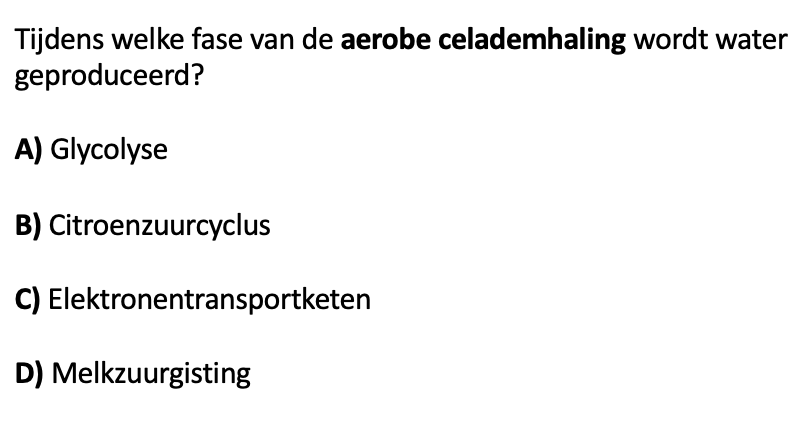 Tijdens welke fase van de aerobe celademhaling wordt water
geproduceerd?
A) Glycolyse
B) Citroenzuurcyclus
C) Elektronentransportketen
D) Melkzuurgisting